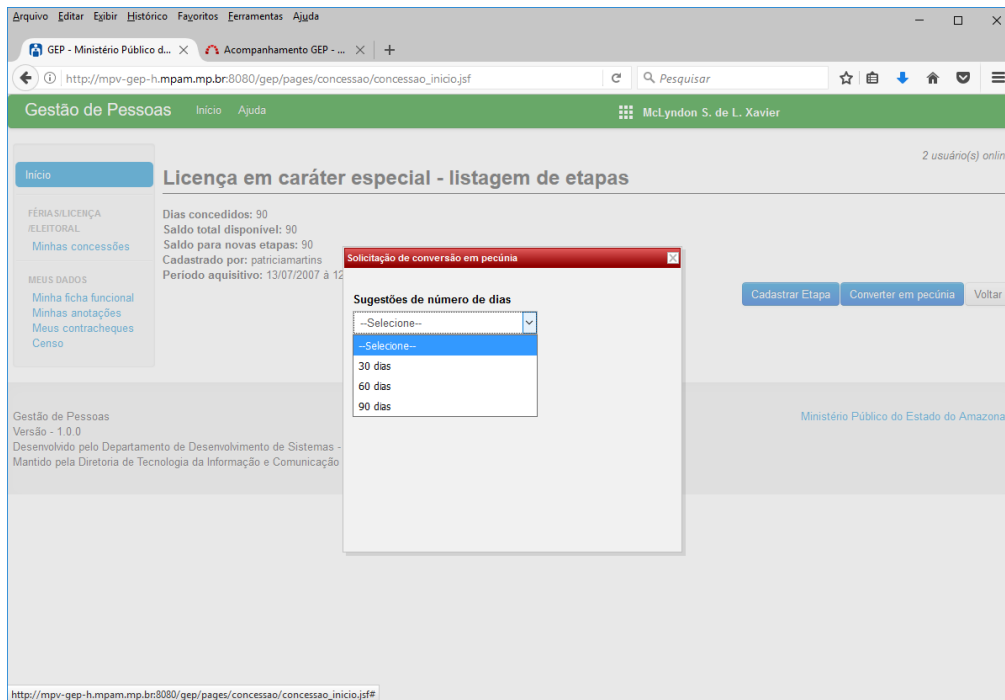 Arquivo Editar Exibir Histórico Favoritos Ferramentas Ajuda
GEP - Ministério Público d...
Acompanhamento GEP - ...
http://mpv-gep-h.mpam.mp.br:8080/gep/pages/concessao/concessao_inicio.jsf
Pesquisar
Gestão de Pessoas Início Ajuda McLyndon S. de L. Xavier
2 usuário(s) onlin
Início
Licença em caráter especial - listagem de etapas
FÉRIAS/LICENÇA
/ELEITORAL
Minhas concessões
MEUS DADOS
Minha ficha funcional
Minhas anotações
Meus contracheques
Censo
Dias concedidos: 90
Saldo total disponível: 90
Saldo para novas etapas: 90
Cadastrado por: patriciamartins
Período aquisitivo: 13/07/2007 à 12
Cadastrar Etapa Converter em pecúnia Voltar
Solicitação de conversão em pecúnia
Sugestões de número de dias
--Selecione--
--Selecione--
30 dias
60 dias
90 dias
Gestão de Pessoas
Versão - 1.0.0
Desenvolvido pelo Departamento de Desenvolvimento de Sistemas -
Mantido pela Diretoria de Tecnologia da Informação e Comunicação
Ministério Público do Estado do Amazona
http://mpv-gep-h.mpam.mp.br:8080/gep/pages/concessao/concessao_inicio.jsf#